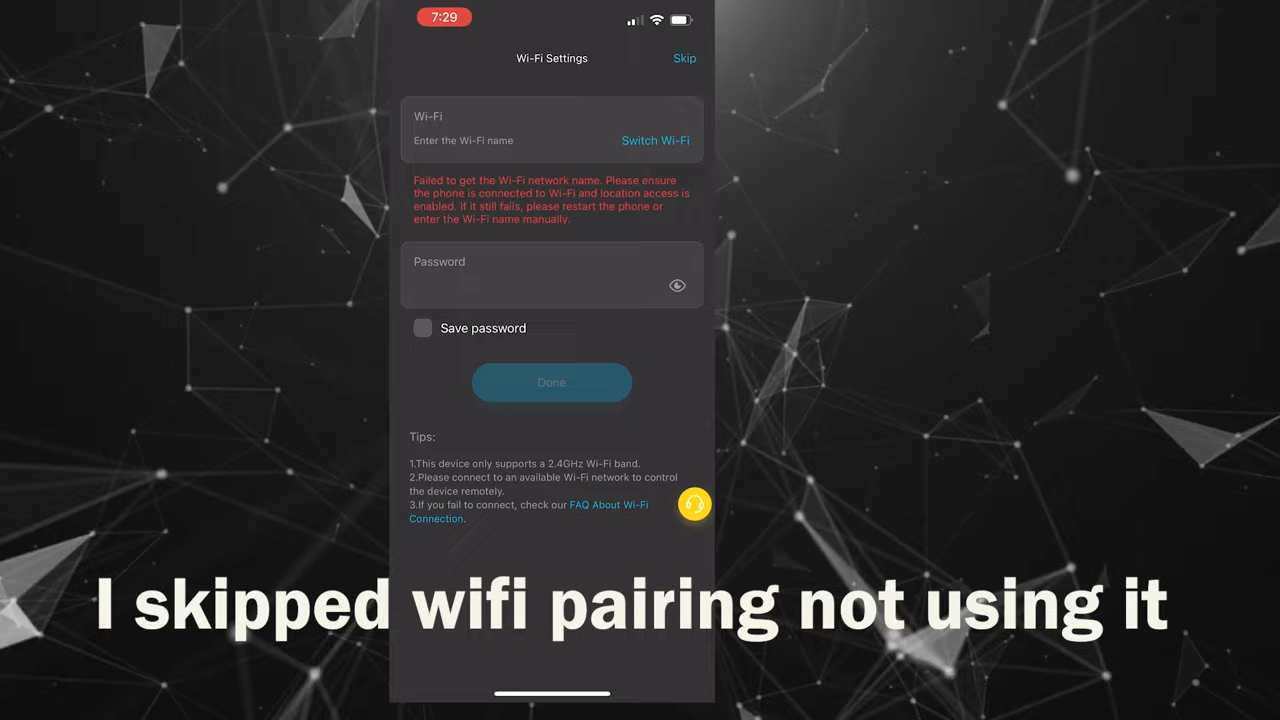 7:29
Wi-Fi Settings
Skip
Wi-Fi
Enter the Wi-Fi name
Switch Wi-Fi
Failed to get the Wi-Fi network name. Please ensure
the phone is connected to Wi-Fi and location access is
enabled. If it still fails, please restart the phone or
enter the Wi-Fi name manually.
Password
Save password
Done
Tips:
1.This device only supports a 2.4GHz Wi-Fi band.
2.Please connect to an available Wi-Fi network to control
the device remotely.
3.If you fail to connect, check our FAQ About Wi-Fi
Connection.
I skipped wifi pairing not using it